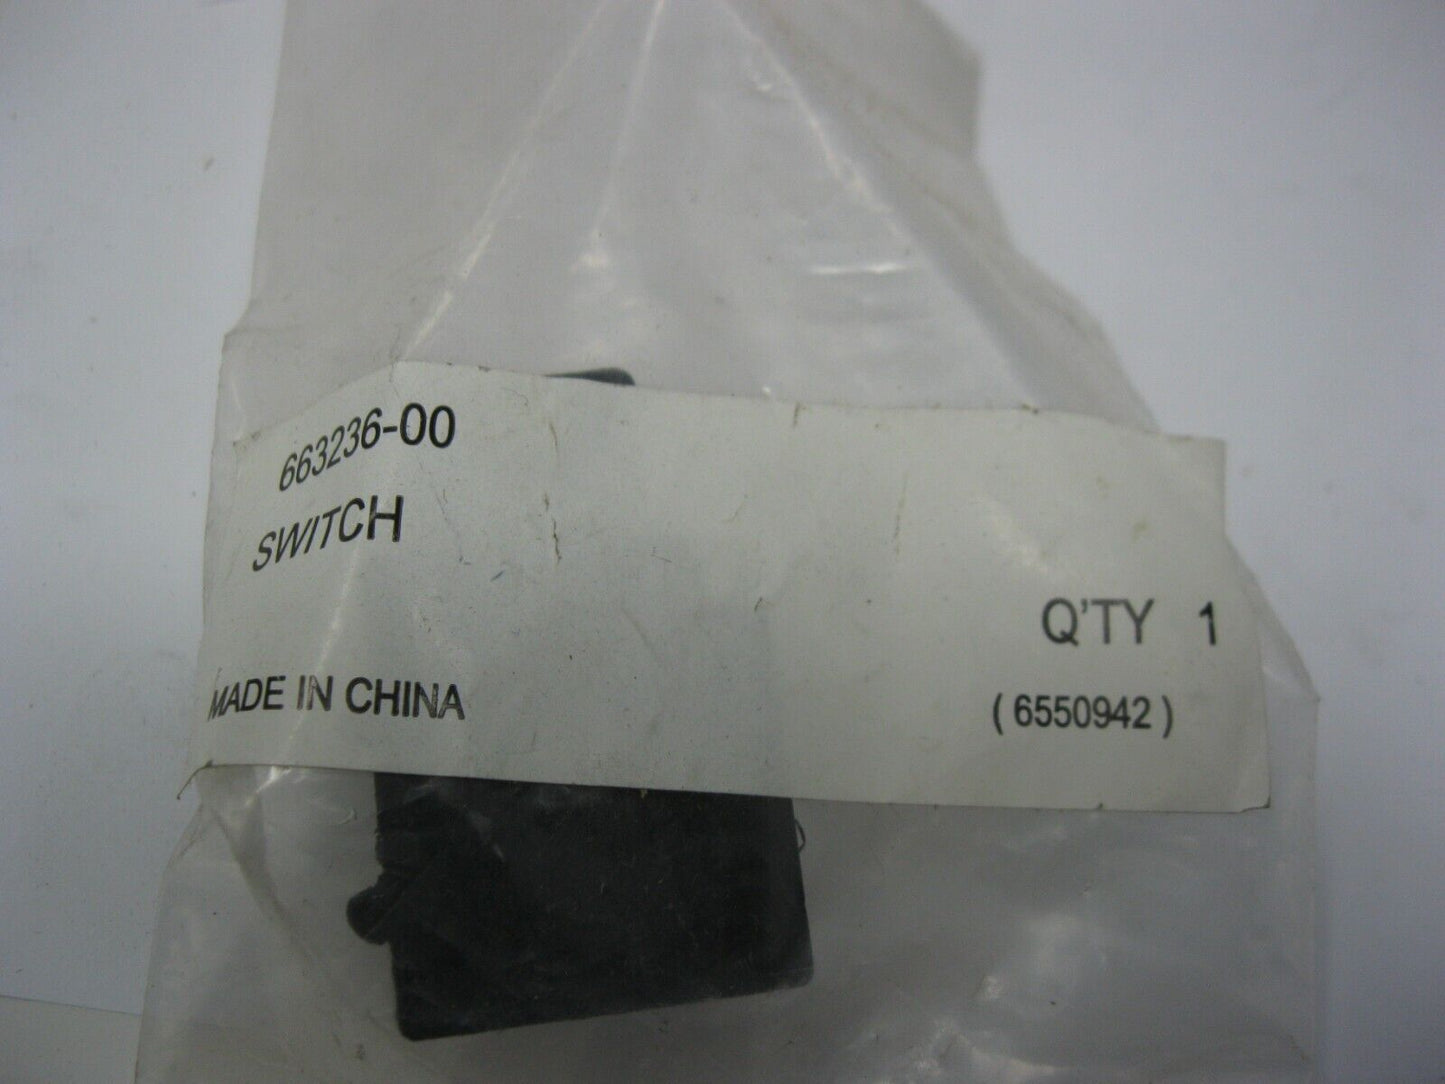 663236-00
SWITCH
Q'TY 1
MADE IN CHINA
( 6550942 )